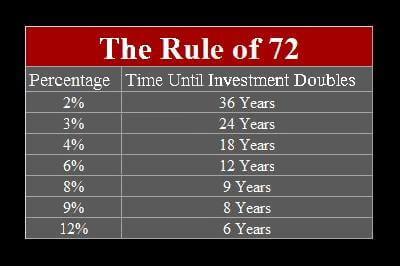 The Rule of 72
Percentage Time Until Investment Doubles
2% 36 Years
3% 24 Years
4% 18 Years
6% 12 Years
8% 9 Years
9% 8 Years
12% 6 Years